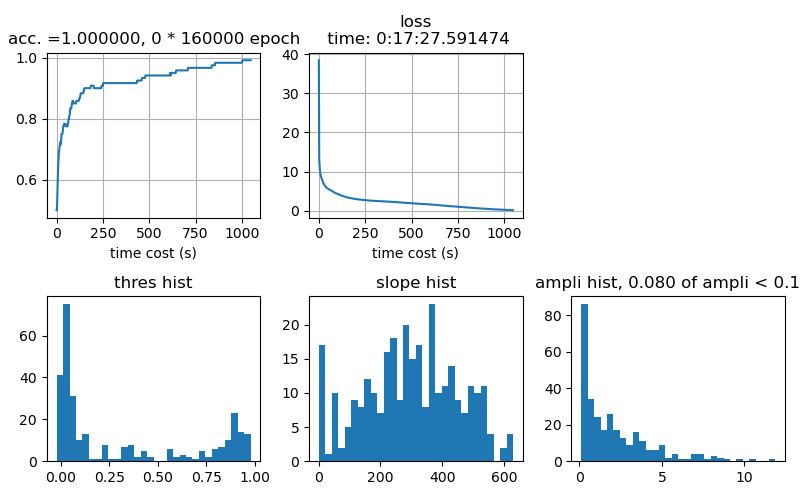 acc. =1.000000, 0 * 160000 epoch
1.0
0.8
0.6
0 250 500 750 1000
time cost (s)
loss
time: 0:17:27.591474
40
30
20
10
0
0 250 500 750 1000
time cost (s)
thres hist
60
40
20
0
0.00 0.25 0.50 0.75 1.00
slope hist
20
15
10
5
0
0 200 400 600
ampli hist, 0.080 of ampli < 0.1
80
60
40
20
0
0 5 10